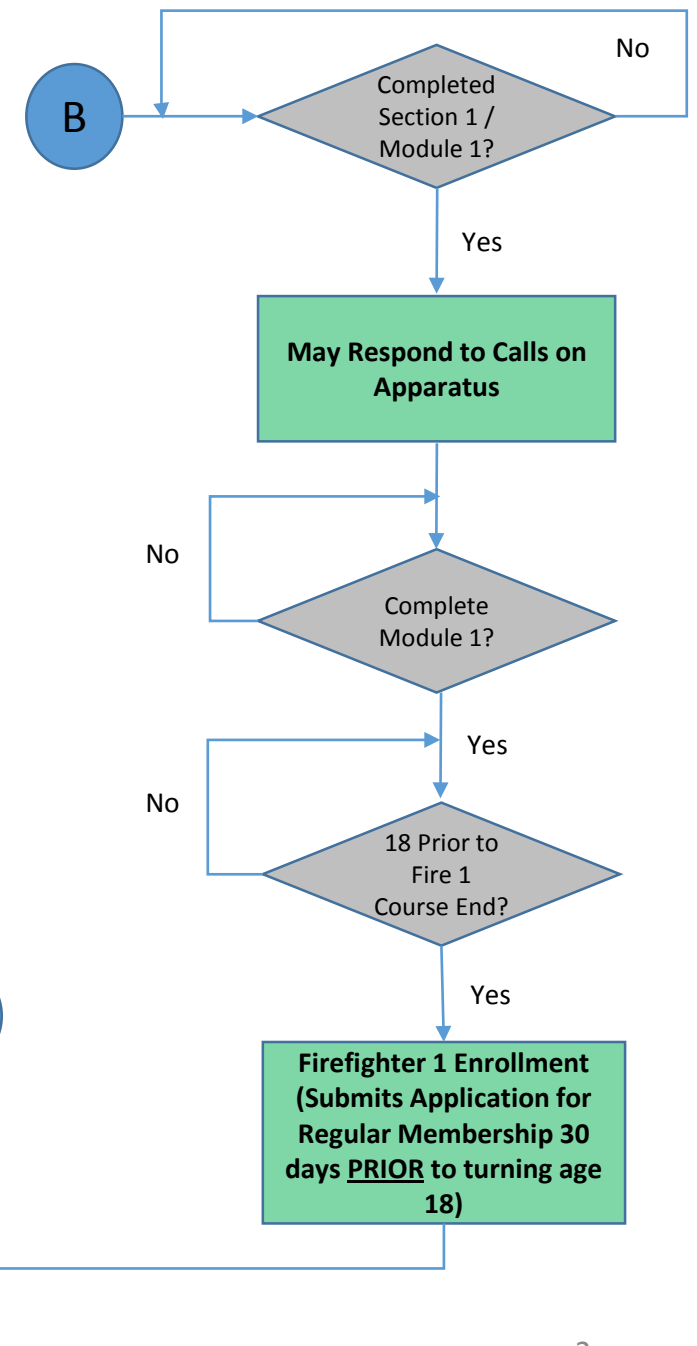 No
B
Completed
Section 1 /
Module 1?
Yes
May Respond to Calls on
Apparatus
No
Complete
Module 1?
Yes
No
18 Prior to
Fire 1
Course End?
Yes
Firefighter 1 Enrollment
(Submits Application for
Regular Membership 30
days PRIOR to turning age
18)